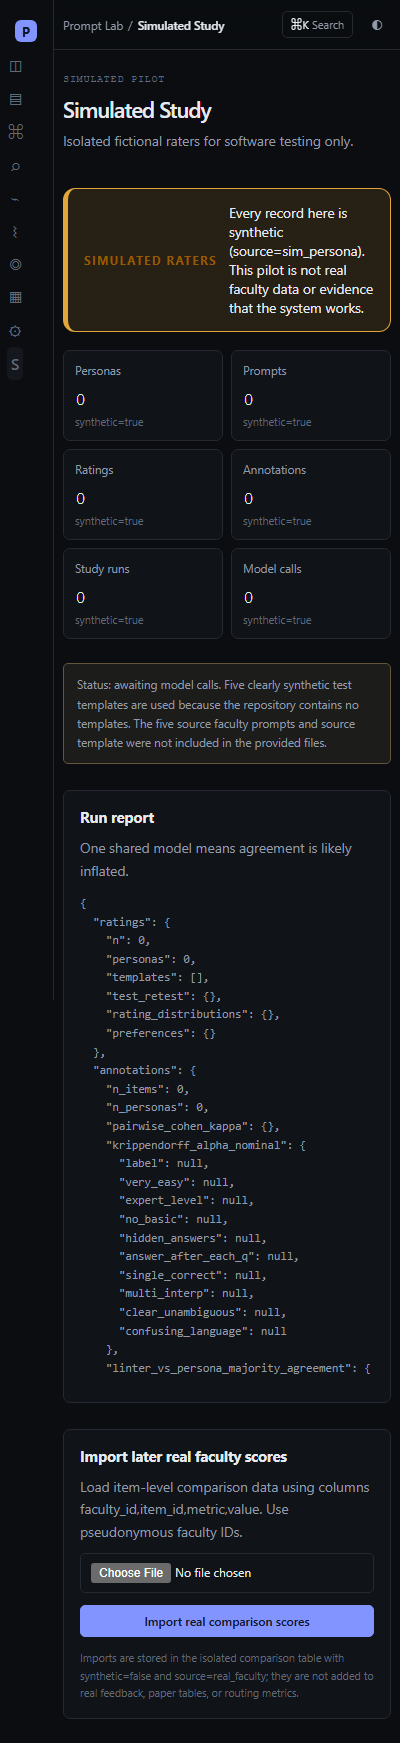 P
Prompt Lab / Simulated Study
⌘K Search
SIMULATED PILOT
Simulated Study
Isolated fictional raters for software testing only.
SIMULATED RATERS
Every record here is
synthetic
(source=sim_persona).
This pilot is not real
faculty data or evidence
that the system works.
Personas
0
synthetic=true
Prompts
0
synthetic=true
Ratings
0
synthetic=true
Annotations
0
synthetic=true
Study runs
0
synthetic=true
Model calls
0
synthetic=true
S
Status: awaiting model calls. Five clearly synthetic test
templates are used because the repository contains no
templates. The five source faculty prompts and source
template were not included in the provided files.
Run report
One shared model means agreement is likely
inflated.
{
"ratings": {
"n": 0,
"personas": 0,
"templates": [],
"test_retest": {},
"rating_distributions": {},
"preferences": {}
},
"annotations": {
"n_items": 0,
"n_personas": 0,
"pairwise_cohen_kappa": {},
"krippendorff_alpha_nominal": {
"label": null,
"very_easy": null,
"expert_level": null,
"no_basic": null,
"hidden_answers": null,
"answer_after_each_q": null,
"single_correct": null,
"multi_interp": null,
"clear_unambiguous": null,
"confusing_language": null
},
"linter_vs_persona_majority_agreement": {
Import later real faculty scores
Load item-level comparison data using columns
faculty_id,item_id,metric,value. Use
pseudonymous faculty IDs.
Choose File No file chosen
Import real comparison scores
Imports are stored in the isolated comparison table with
synthetic=false and source=real_faculty; they are not added to
real feedback, paper tables, or routing metrics.